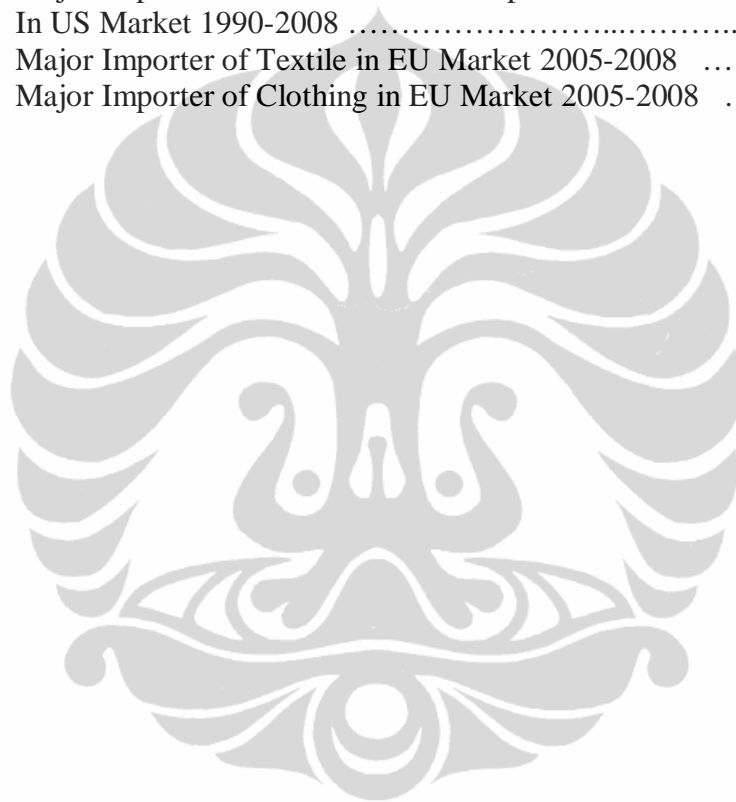 In US Market 1990-2008 …….…………………...………..
Major Importer of Textile in EU Market 2005-2008 …
Major Importer of Clothing in EU Market 2005-2008 .